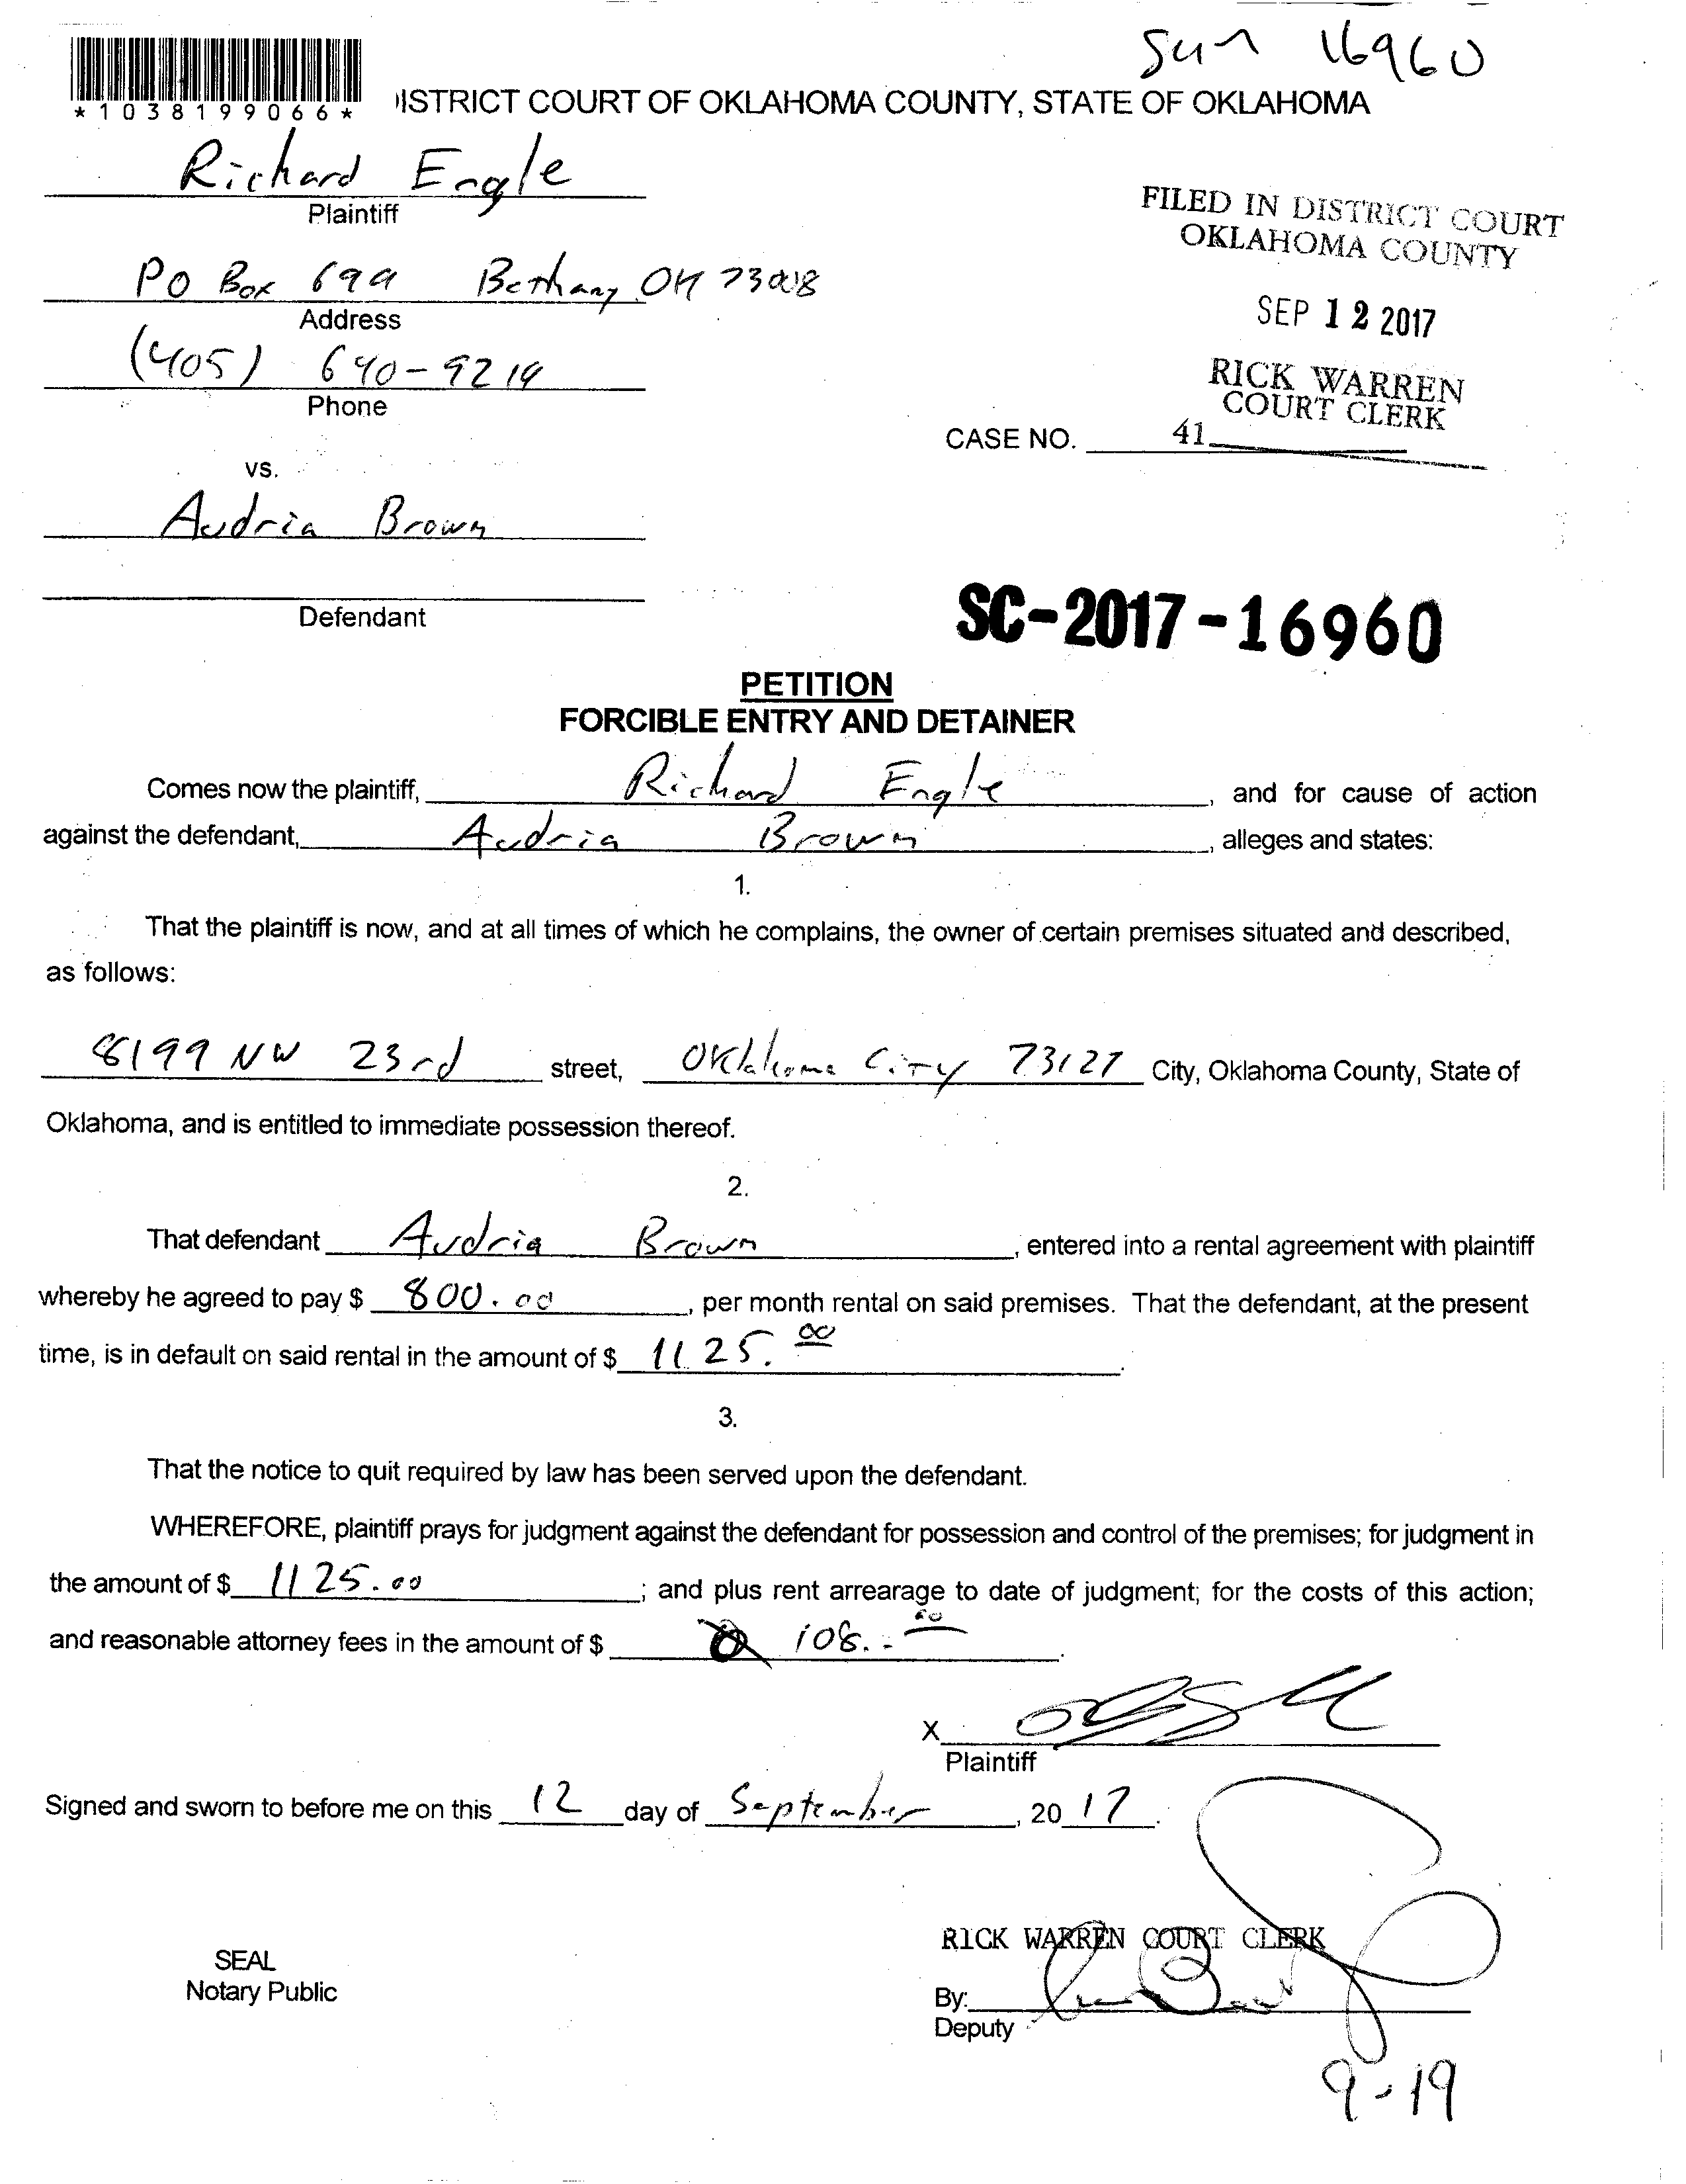 Sun 16960
*1038199066*
ISTRICT COURT OF OKLAHOMA COUNTY, STATE OF OKLAHOMA
Richard Engle
Plaintiff
FILED IN DISTRICT COURT
OKLAHOMA COUNTY
PO Box 699 Bethany OK 73008
Address
SEP 12 2017
(405) 640-9214
Phone
RICK WARREN
COURT CLERK
CASE NO. 41
vs.
Audria Brown
Defendant
SC-2017-16960
PETITION
FORCIBLE ENTRY AND DETAINER
Comes now the plaintiff, Richard Engle, and for cause of action
against the defendant, Audria Brown, alleges and states:
1.
That the plaintiff is now, and at all times of which he complains, the owner of certain premises situated and described,
as follows:
8199 NW 23rd street, Oklahoma City 73127 City, Oklahoma County, State of
Oklahoma, and is entitled to immediate possession thereof.
2.
That defendant Audria Brown, entered into a rental agreement with plaintiff
whereby he agreed to pay $ 800.00, per month rental on said premises. That the defendant, at the present
time, is in default on said rental in the amount of $ 1125.00.
3.
That the notice to quit required by law has been served upon the defendant.
WHEREFORE, plaintiff prays for judgment against the defendant for possession and control of the premises; for judgment in
the amount of $ 1125.00; and plus rent arrearage to date of judgment; for the costs of this action;
and reasonable attorney fees in the amount of $ 108.00.
X
Plaintiff
Signed and sworn to before me on this 12 day of September, 2017.
RICK WARREN COURT CLERK
SEAL
Notary Public
By:
Deputy
9-19